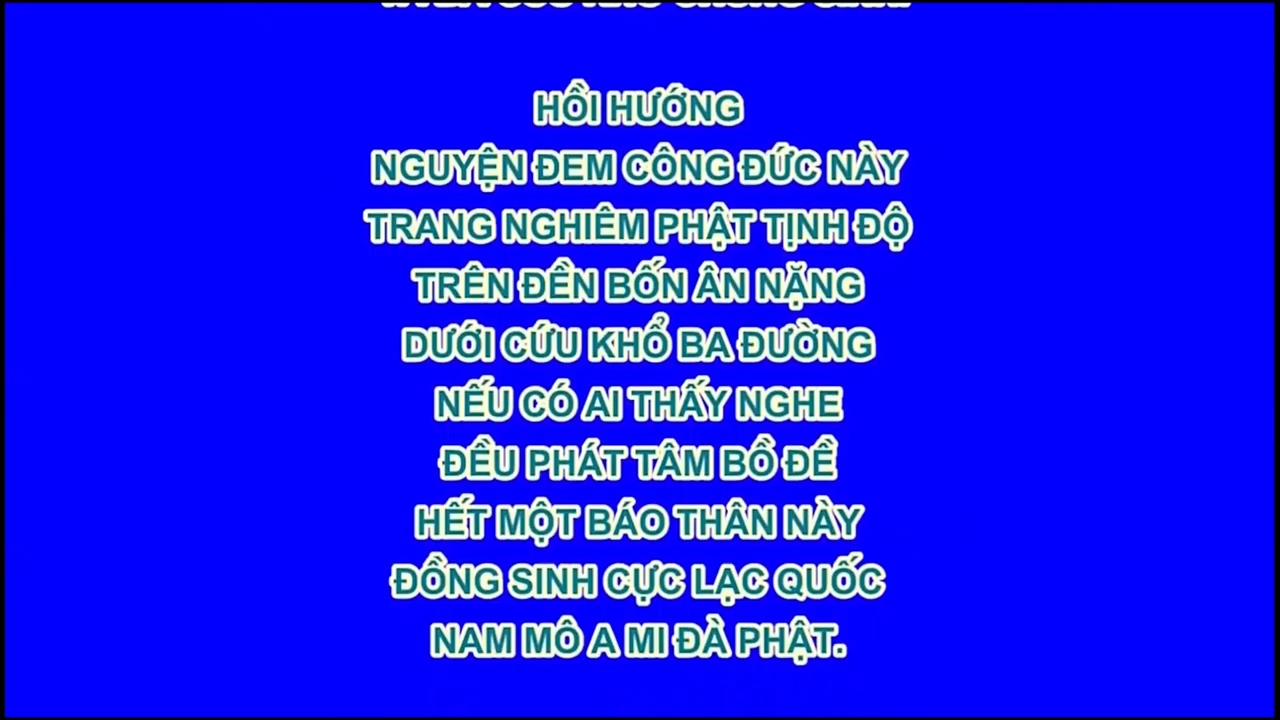 HỒI HƯỚNG
NGUYỆN ĐEM CÔNG ĐỨC NÀY
TRANG NGHIÊM PHẬT TỊNH ĐỘ
TRÊN ĐỀN BỐN ÂN NẶNG
DƯỚI CỨU KHỔ BA ĐƯỜNG
NẾU CÓ AI THẤY NGHE
ĐỀU PHÁT TÂM BỒ ĐỀ
HẾT MỘT BÁO THÂN NÀY
ĐỒNG SINH CỰC LẠC QUỐC
NAM MÔ A MI ĐÀ PHẬT.